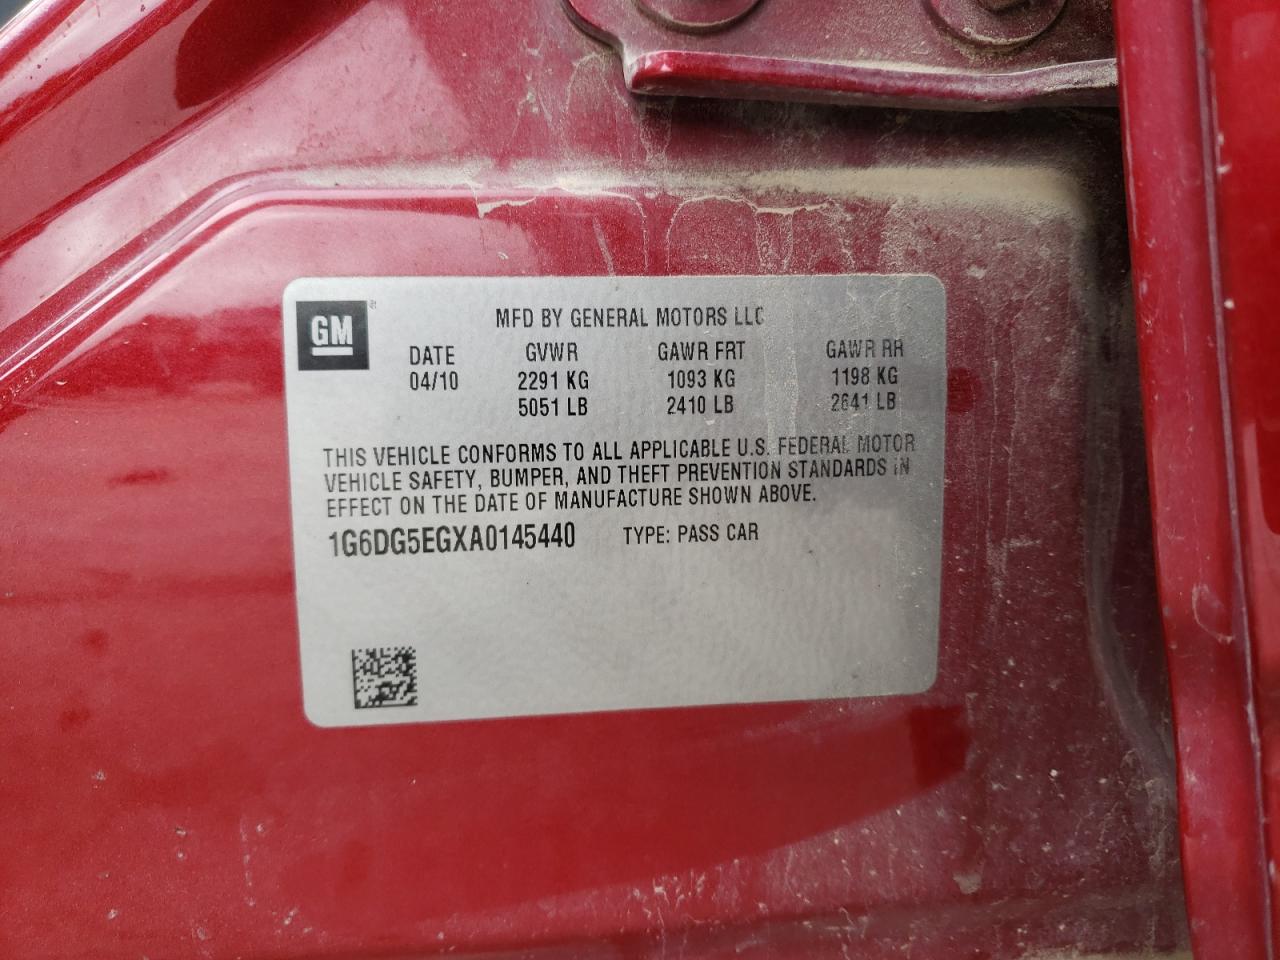 GM
MFD BY GENERAL MOTORS LLC
DATE GVWR GAWR FRT GAWR RR
04/10 2291 KG 1093 KG 1198 KG
5051 LB 2410 LB 2641 LB
THIS VEHICLE CONFORMS TO ALL APPLICABLE U.S. FEDERAL MOTOR
VEHICLE SAFETY, BUMPER, AND THEFT PREVENTION STANDARDS IN
EFFECT ON THE DATE OF MANUFACTURE SHOWN ABOVE.
1G6DG5EGXA0145440 TYPE: PASS CAR